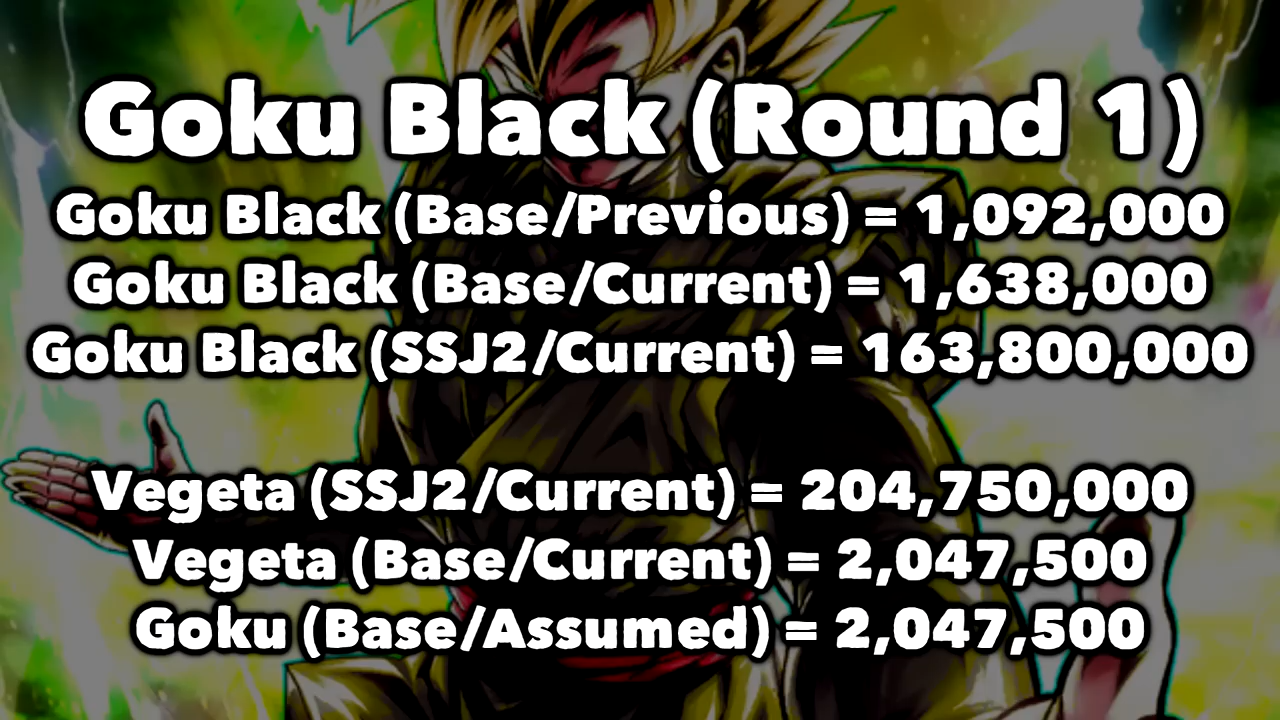 Goku Black (Round 1)
Goku Black (Base/Previous) = 1,092,000
Goku Black (Base/Current) = 1,638,000
Goku Black (SSJ2/Current) = 163,800,000
Vegeta (SSJ2/Current) = 204,750,000
Vegeta (Base/Current) = 2,047,500
Goku (Base/Assumed) = 2,047,500